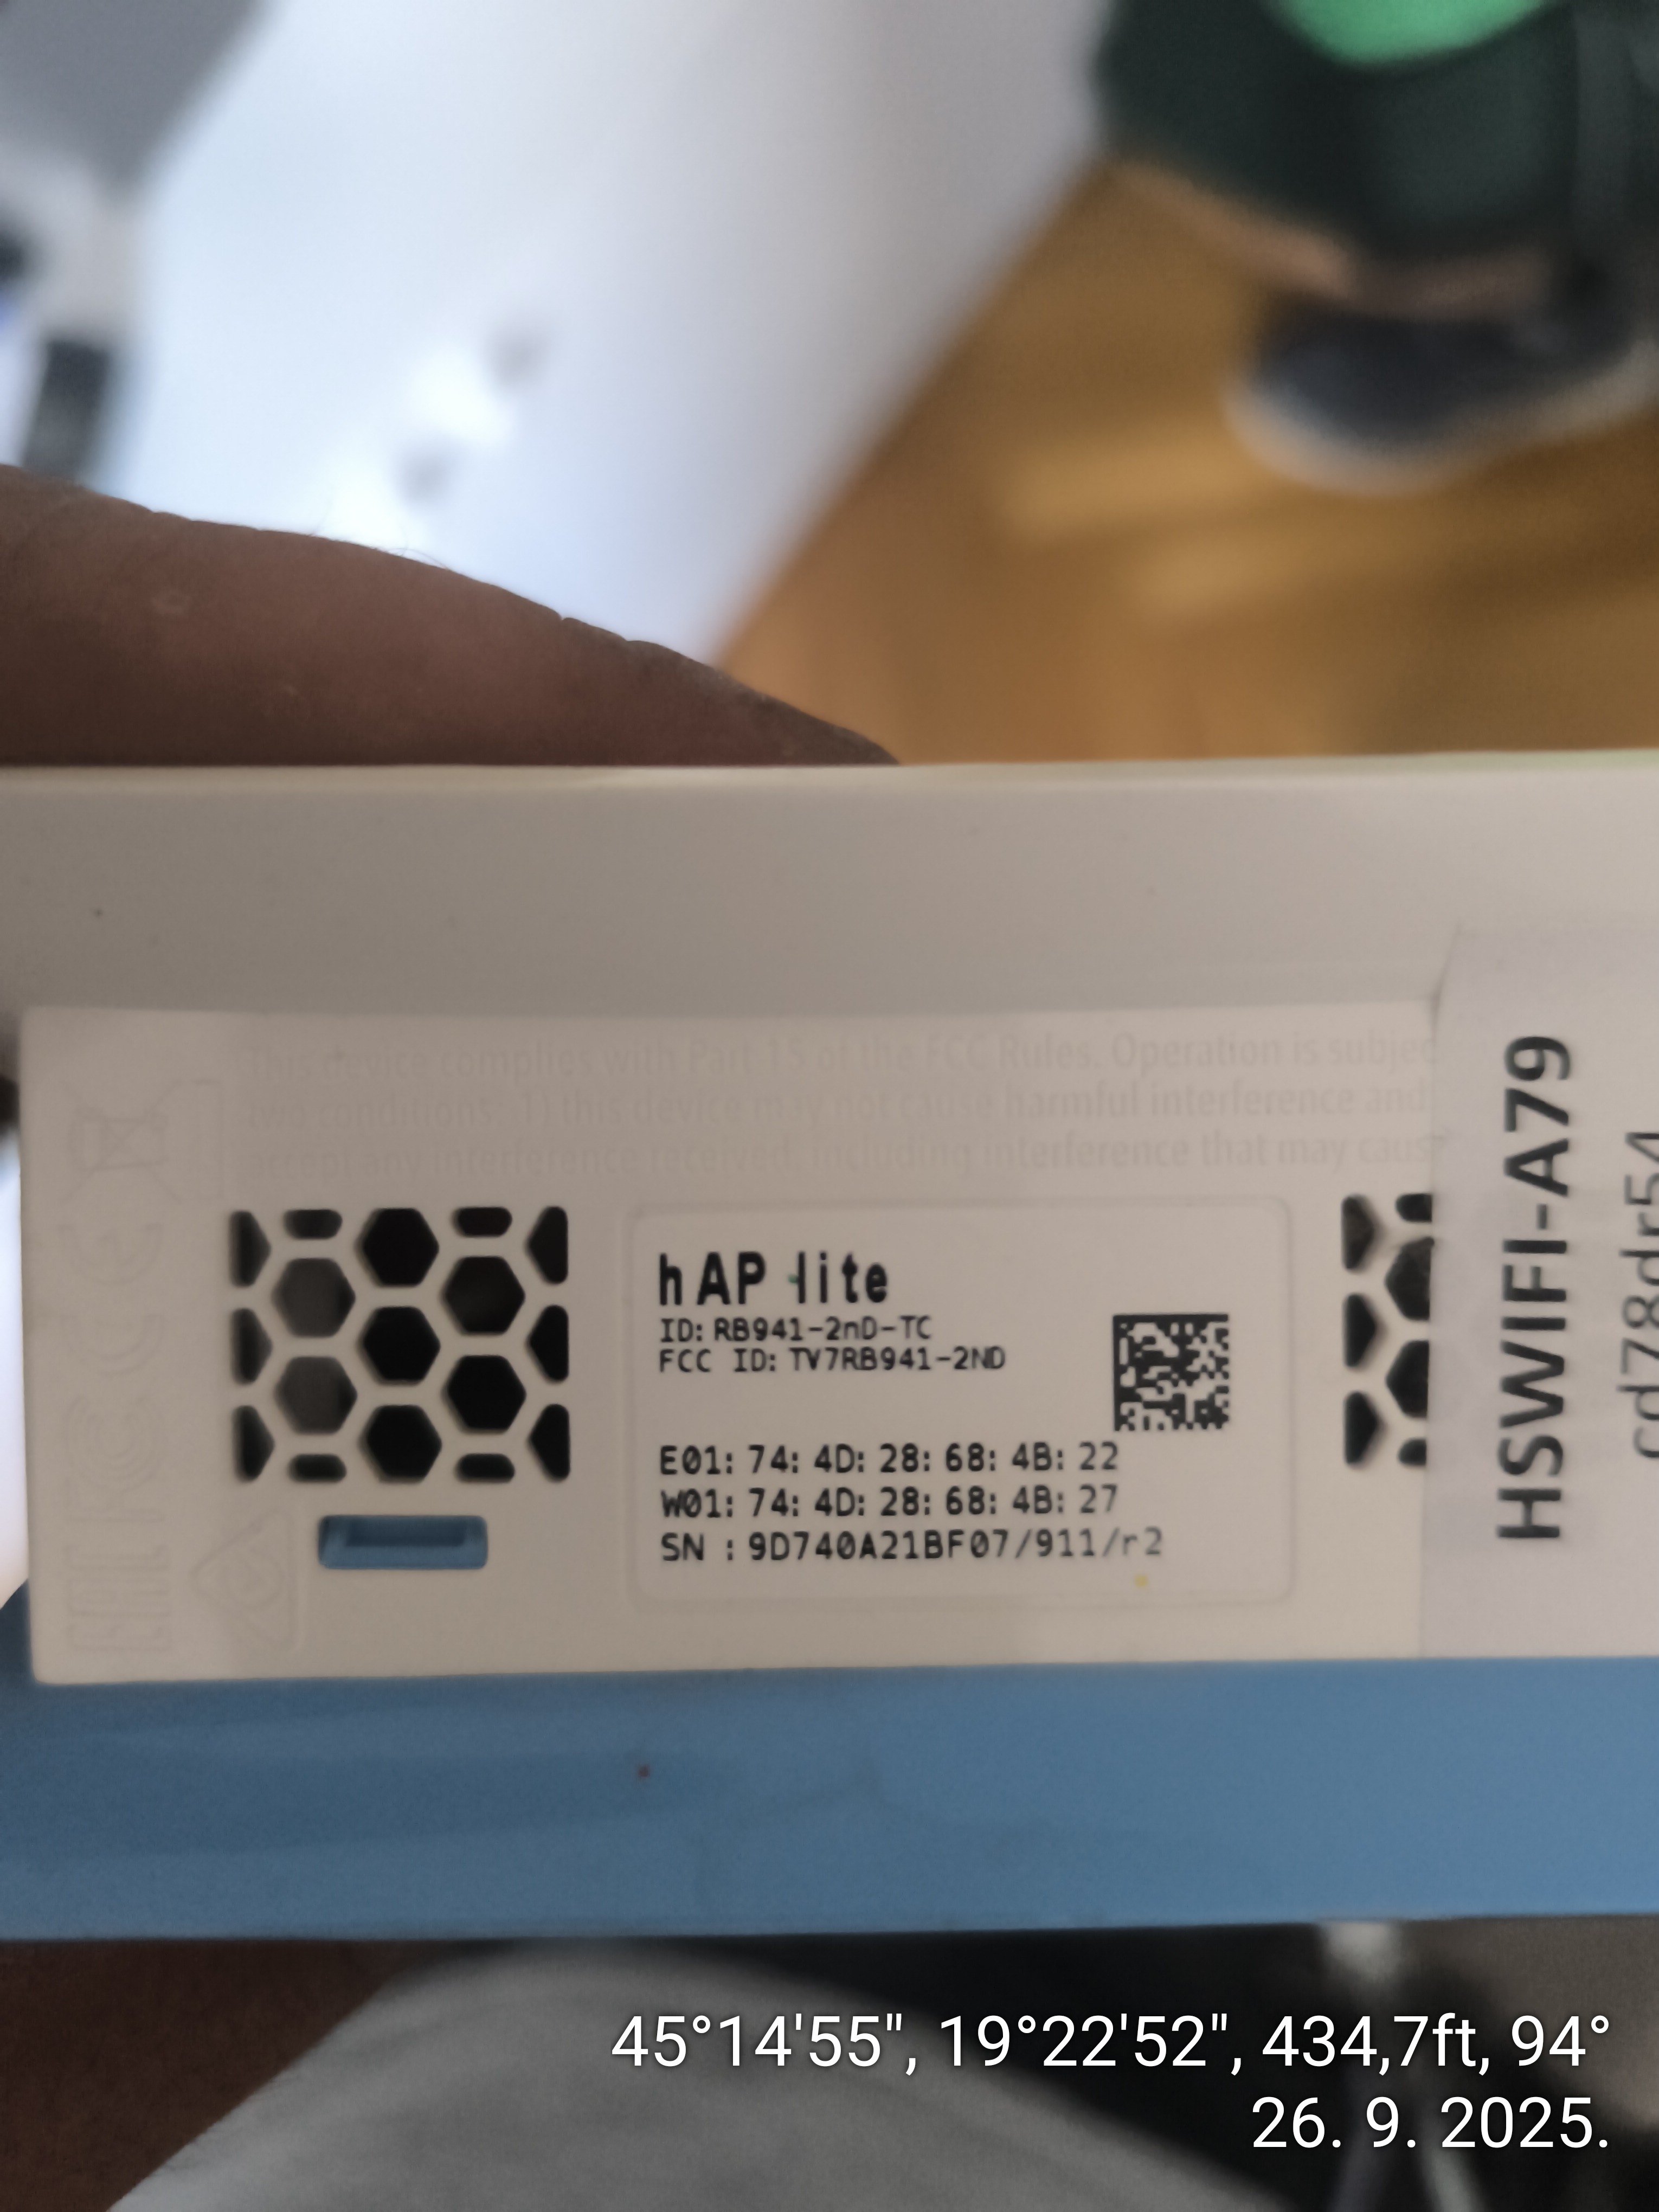 This device complies with Part 15 of the FCC Rules. Operation is subjec
two conditions: 1) this device may not cause harmful interference and
accept any interference received, including interference that may caus
hAP lite
ID: RB941-2nD-TC
FCC ID: TV7RB941-2ND
E01: 74: 4D: 28: 68: 4B: 22
W01: 74: 4D: 28: 68: 4B: 27
SN : 9D740A21BF07/911/r2
HSWIFI-A79
cd78dr54
EAC
CE
45°14'55", 19°22'52", 434,7ft, 94°
26. 9. 2025.